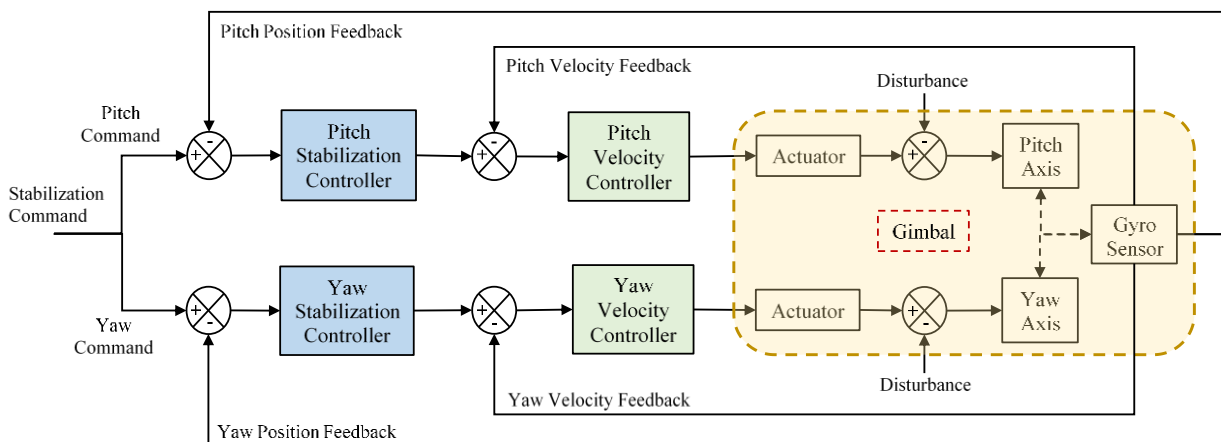 Pitch Position Feedback
Pitch Velocity Feedback
Disturbance
Pitch
Command
+
-
Pitch
Stabilization
Controller
+
-
Pitch
Velocity
Controller
Actuator
+
-
Pitch
Axis
Stabilization
Command
Gimbal
Gyro
Sensor
Yaw
Command
+
-
Yaw
Stabilization
Controller
+
-
Yaw
Velocity
Controller
Actuator
+
-
Yaw
Axis
Disturbance
Yaw Velocity Feedback
Yaw Position Feedback